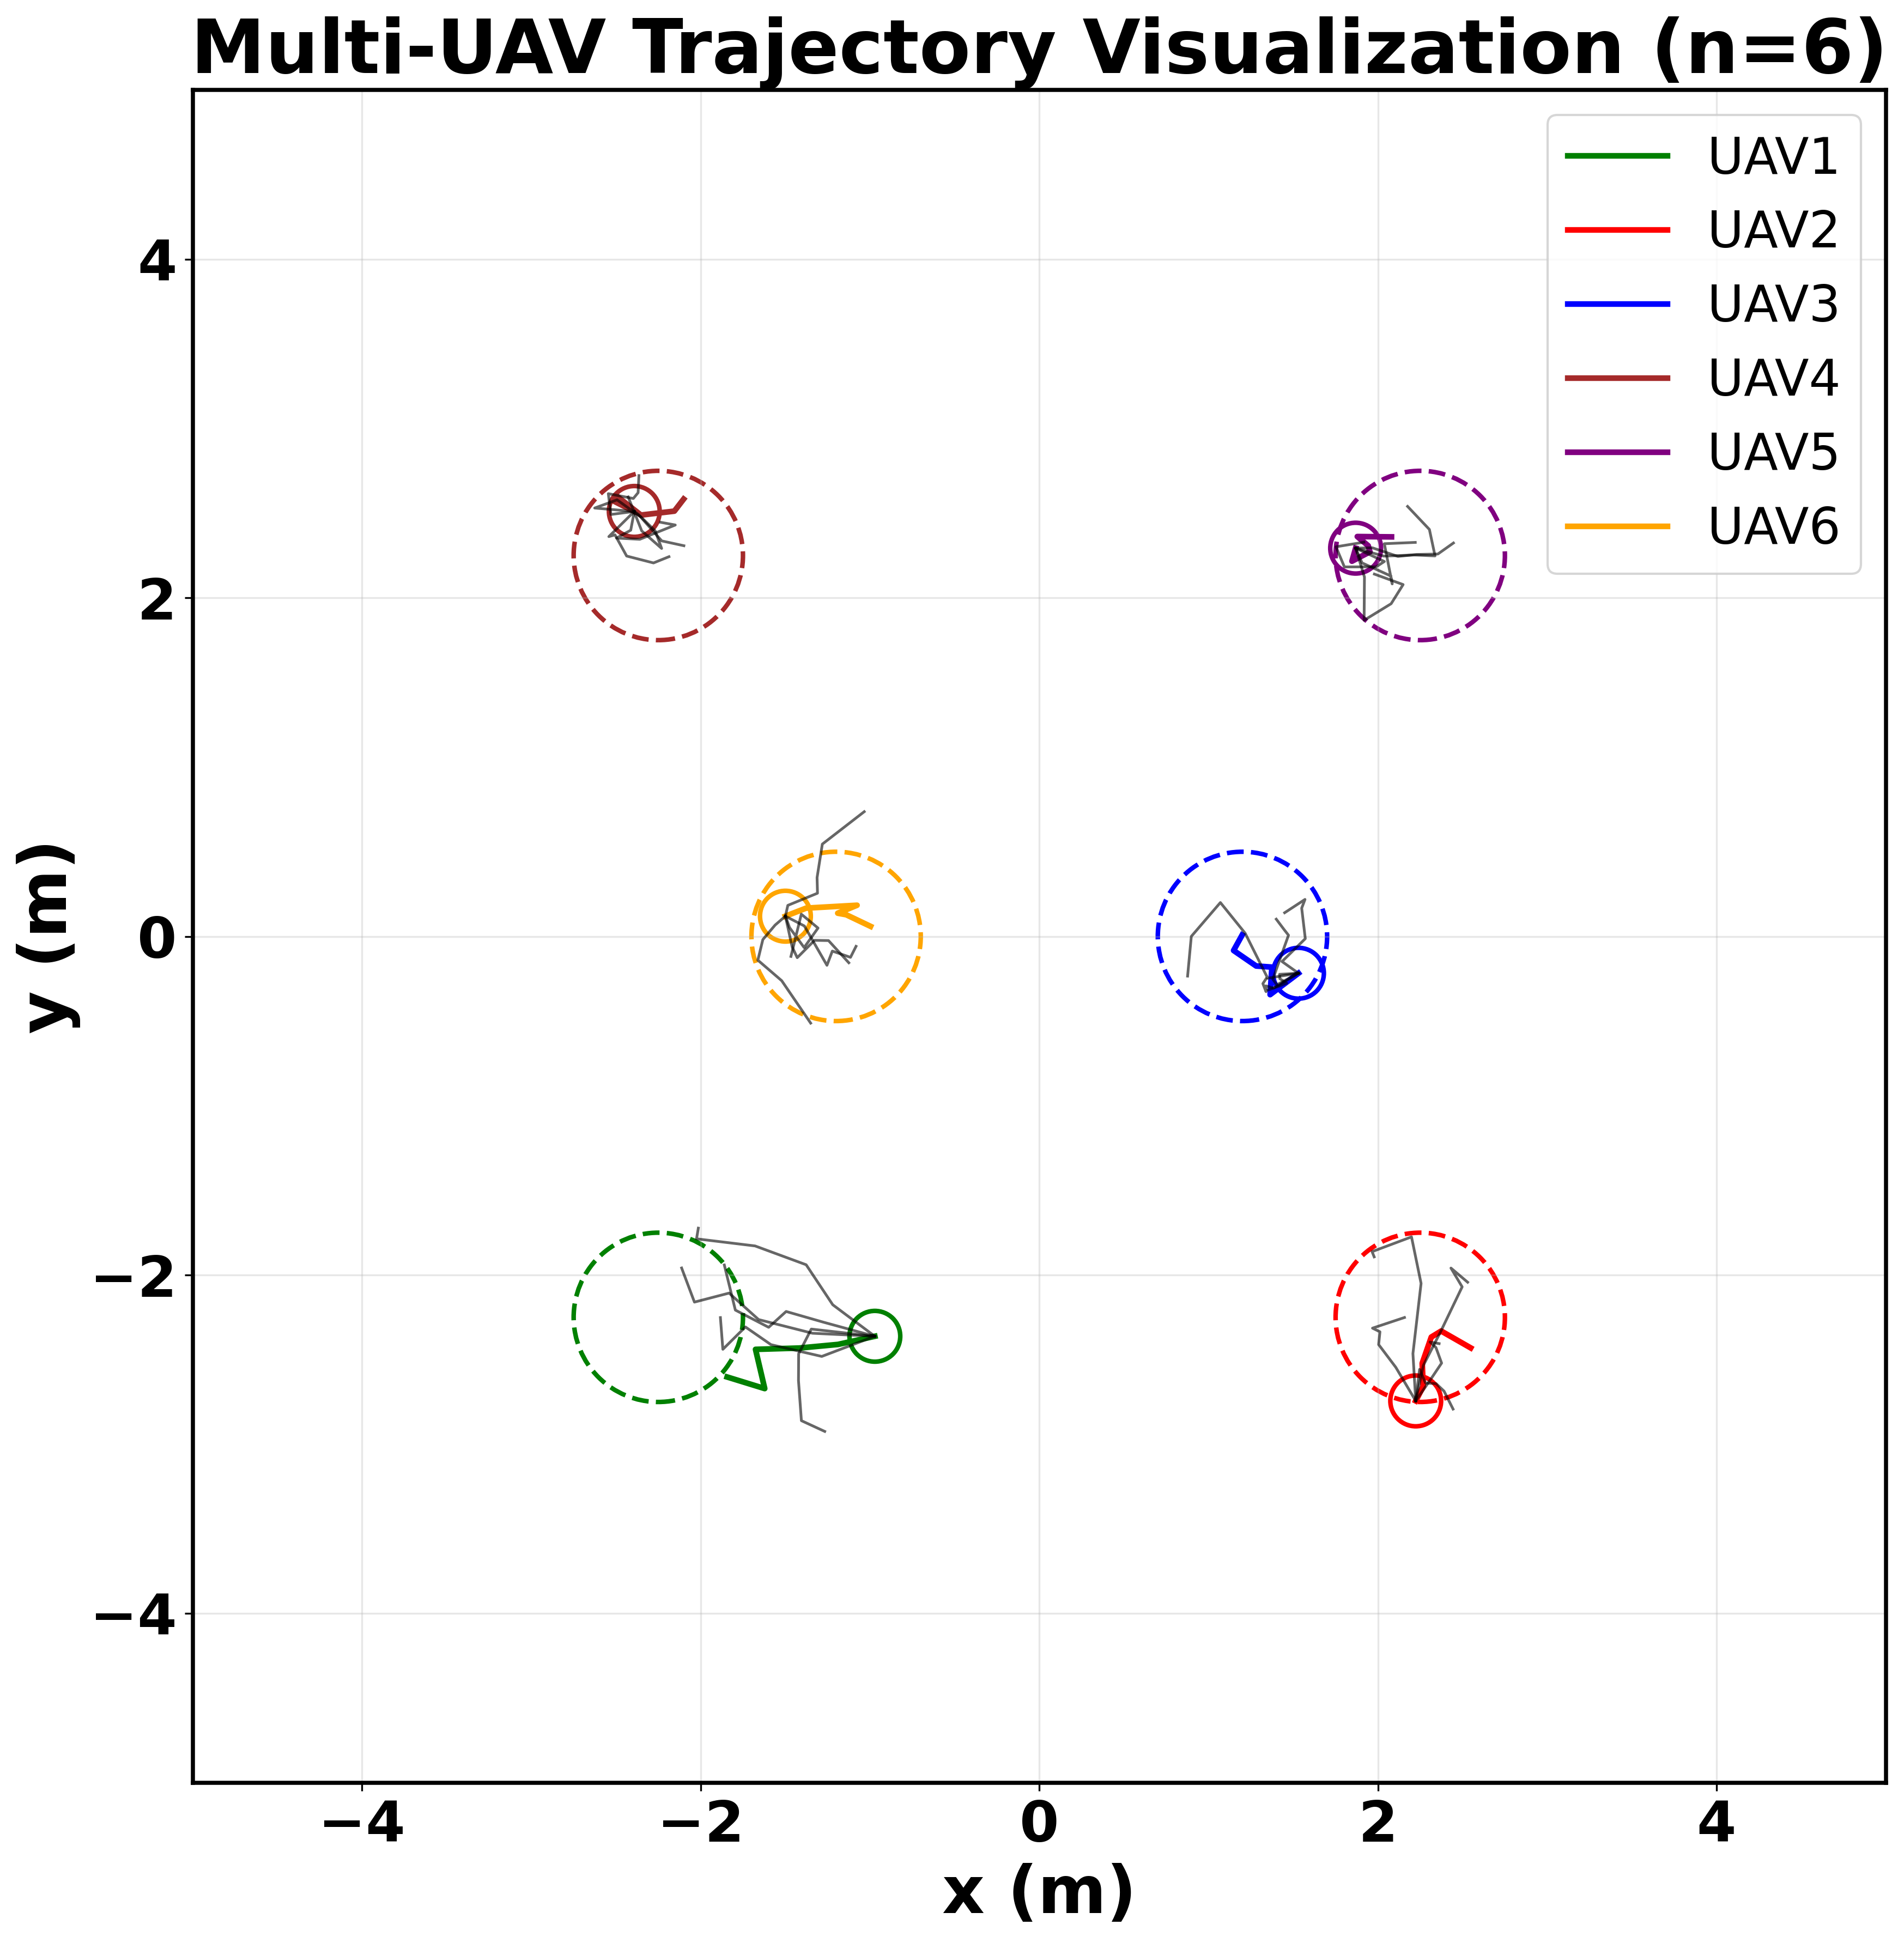 Multi-UAV Trajectory Visualization (n=6)
UAV1
UAV2
UAV3
UAV4
UAV5
UAV6
4
2
0
−2
−4
y (m)
−4 −2 0 2 4
x (m)